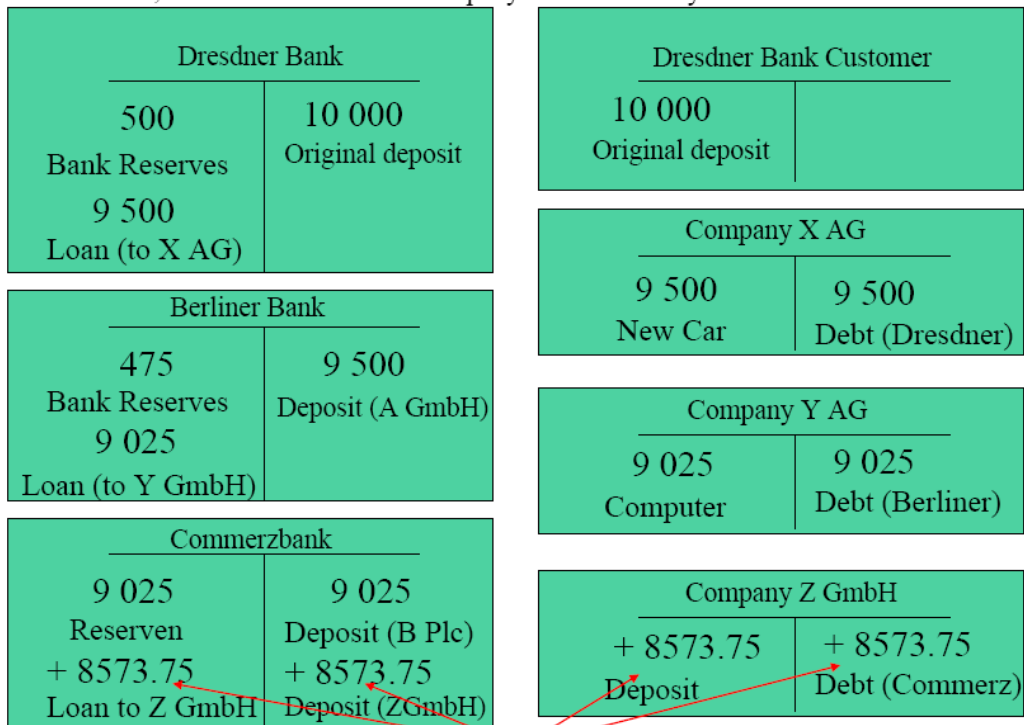 Dresdner Bank
500
10 000
Bank Reserves
Original deposit
9 500
Loan (to X AG)
Dresdner Bank Customer
10 000
Original deposit
Company X AG
9 500
9 500
New Car
Debt (Dresdner)
Berliner Bank
475
9 500
Bank Reserves
Deposit (A GmbH)
9 025
Loan (to Y GmbH)
Company Y AG
9 025
9 025
Computer
Debt (Berliner)
Commerzbank
9 025
9 025
Reserven
Deposit (B Plc)
+ 8573.75
+ 8573.75
Loan to Z GmbH
Deposit (ZGmbH)
Company Z GmbH
+ 8573.75
+ 8573.75
Deposit
Debt (Commerz)